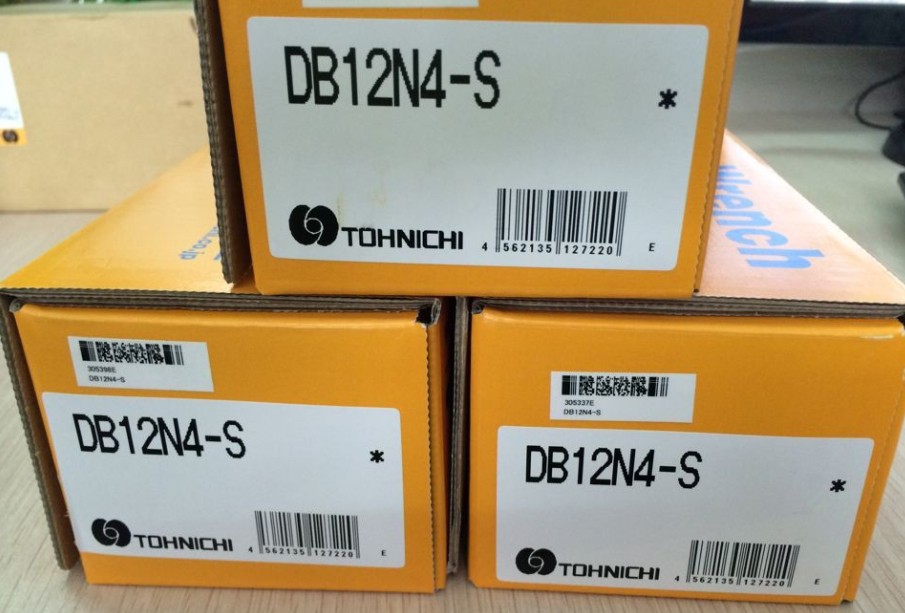 DB12N4-S
*
TOHNICHI
4 562135 127220 E
Wrench
305398E
DB12N4-S
DB12N4-S
*
TOHNICHI
4 562135 127220 E
305337E
DB12N4-S
DB12N4-S
*
TOHNICHI
4 562135 127220 E